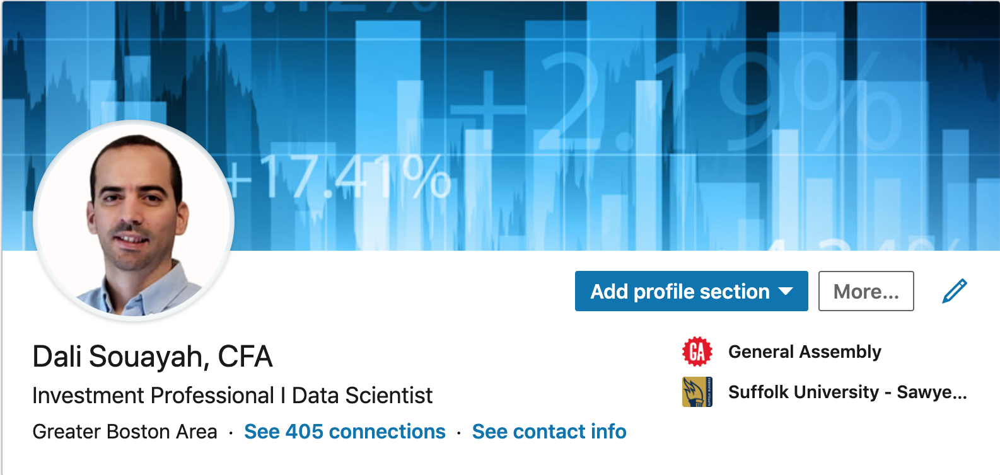 +2.19%
+17.41%
Add profile section
More...
Dali Souayah, CFA
GA
General Assembly
Investment Professional I Data Scientist
Suffolk University - Sawye...
Greater Boston Area · See 405 connections · See contact info